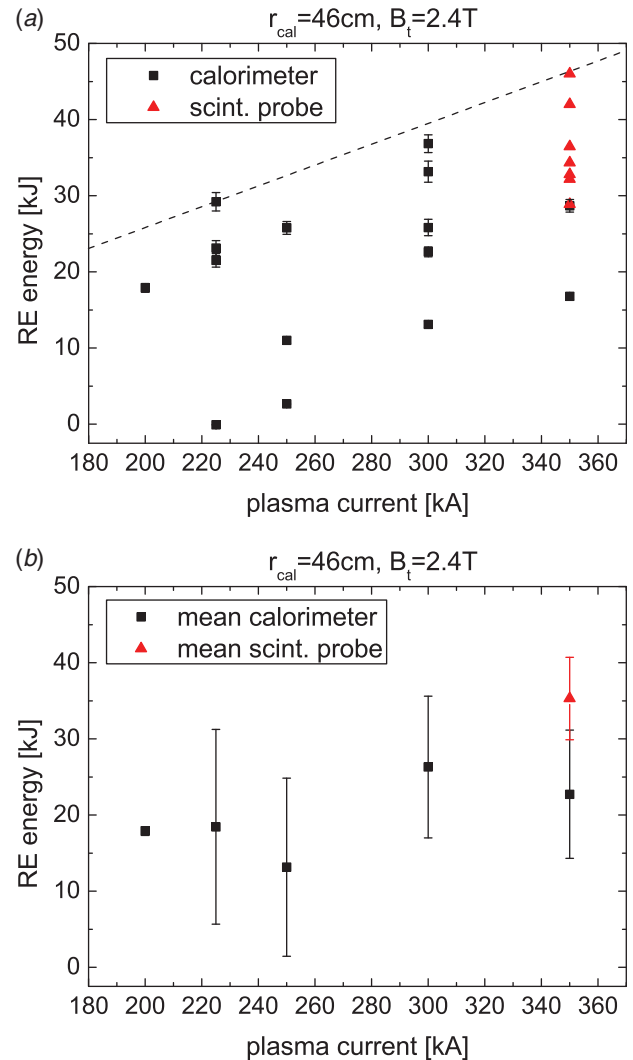 (a)
r_cal=46cm, B_t=2.4T
50
40
30
20
10
0
RE energy [kJ]
calorimeter
scint. probe
180 200 220 240 260 280 300 320 340 360
plasma current [kA]
(b)
r_cal=46cm, B_t=2.4T
50
40
30
20
10
0
RE energy [kJ]
mean calorimeter
mean scint. probe
180 200 220 240 260 280 300 320 340 360
plasma current [kA]